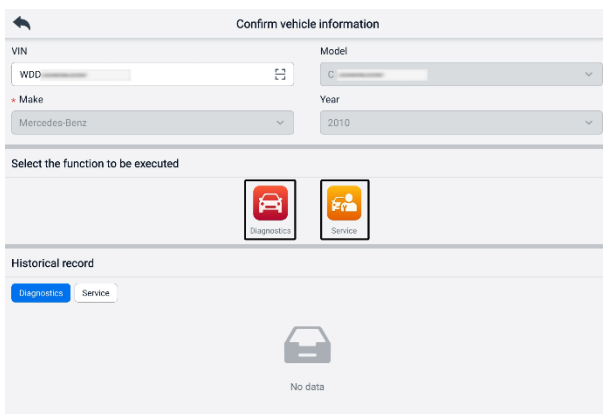 Confirm vehicle information
VIN
Model
WDD
C
* Make
Year
Mercedes-Benz
2010
Select the function to be executed
Diagnostics
Service
Historical record
Diagnostics
Service
No data